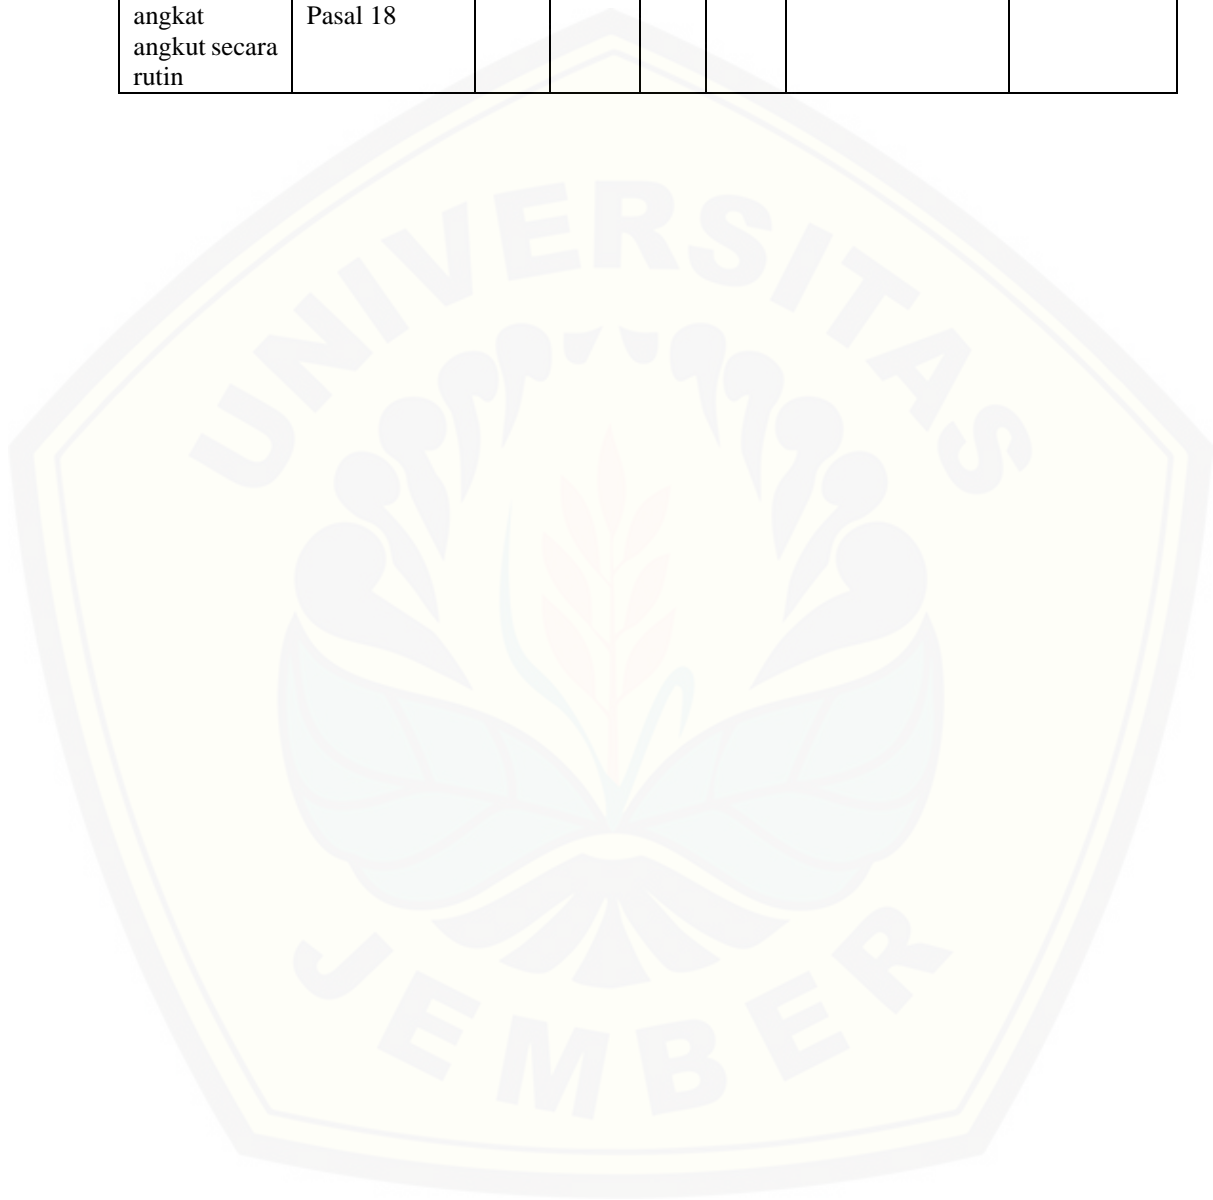 angkat
angkut secara
rutin
Pasal 18
UNIVERSITAS
JEMBER